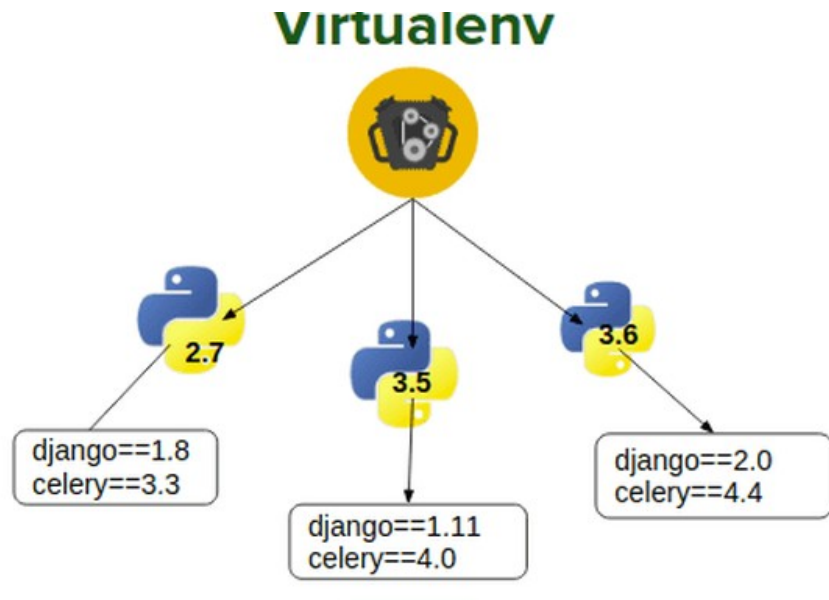 Virtualenv
2.7
3.5
3.6
django==1.8
celery==3.3
django==1.11
celery==4.0
django==2.0
celery==4.4